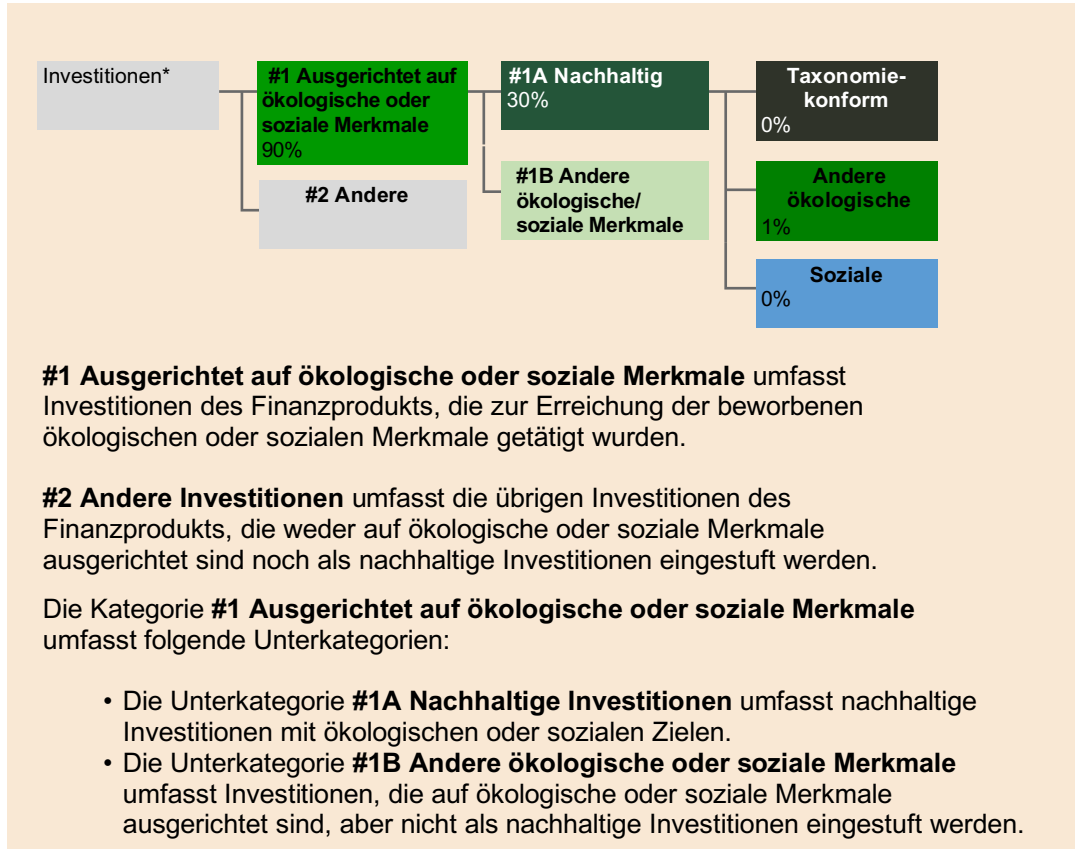 Investitionen*
#1 Ausgerichtet auf
ökologische oder
soziale Merkmale
90%
#2 Andere
#1A Nachhaltig
30%
#1B Andere
ökologische/
soziale Merkmale
Taxonomie-
konform
0%
Andere
ökologische
1%
Soziale
0%
#1 Ausgerichtet auf ökologische oder soziale Merkmale umfasst
Investitionen des Finanzprodukts, die zur Erreichung der beworbenen
ökologischen oder sozialen Merkmale getätigt wurden.
#2 Andere Investitionen umfasst die übrigen Investitionen des
Finanzprodukts, die weder auf ökologische oder soziale Merkmale
ausgerichtet sind noch als nachhaltige Investitionen eingestuft werden.
Die Kategorie #1 Ausgerichtet auf ökologische oder soziale Merkmale
umfasst folgende Unterkategorien:
• Die Unterkategorie #1A Nachhaltige Investitionen umfasst nachhaltige
Investitionen mit ökologischen oder sozialen Zielen.
• Die Unterkategorie #1B Andere ökologische oder soziale Merkmale
umfasst Investitionen, die auf ökologische oder soziale Merkmale
ausgerichtet sind, aber nicht als nachhaltige Investitionen eingestuft werden.